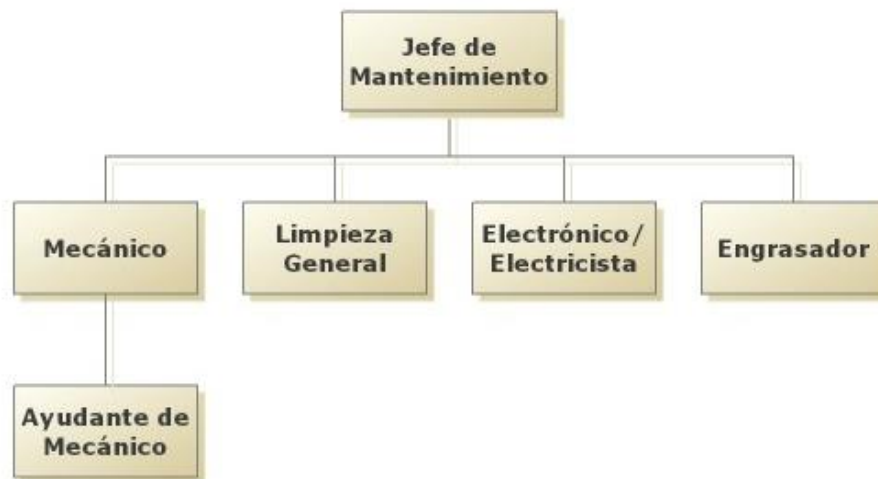 Jefe de
Mantenimiento
Mecánico
Limpieza
General
Electrónico/
Electricista
Engrasador
Ayudante de
Mecánico